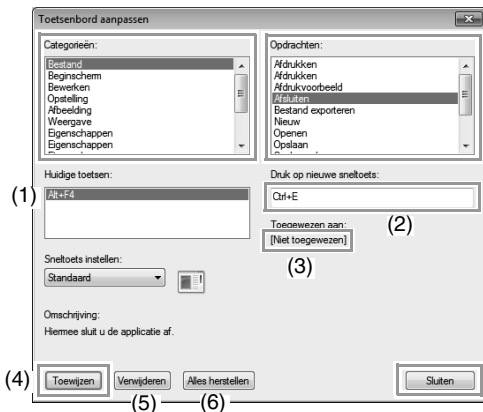 Toetsenbord aanpassen
Categorieën:
Bestand
Beginscherm
Bewerken
Opstelling
Afbeelding
Weergave
Eigenschappen
Eigenschappen
Opdrachten:
Afdrukken
Afdrukken
Afdrukvoorbeeld
Afsluiten
Bestand exporteren
Nieuw
Openen
Opslaan
Huidige toetsen:
(1) Alt+F4
Druk op nieuwe sneltoets:
Ctrl+E
(2)
Toegewezen aan:
[Niet toegewezen]
(3)
Sneltoets instellen:
Standaard
Omschrijving:
Hiermee sluit u de applicatie af.
(4) Toewijzen Verwijderen Alles herstellen Sluiten
(5) (6)